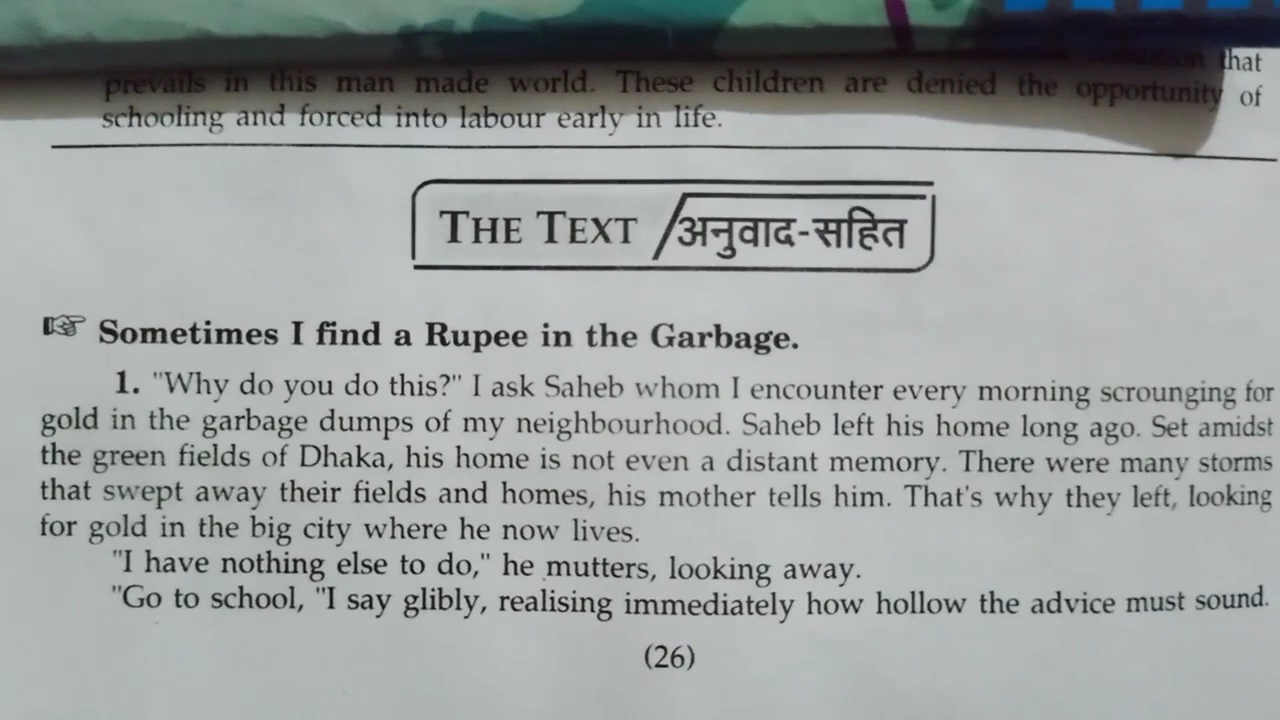 that
prevails in this man made world. These children are denied the opportunity of
schooling and forced into labour early in life.
THE TEXT / अनुवाद-सहित
☞ Sometimes I find a Rupee in the Garbage.
1. "Why do you do this?" I ask Saheb whom I encounter every morning scrounging for
gold in the garbage dumps of my neighbourhood. Saheb left his home long ago. Set amidst
the green fields of Dhaka, his home is not even a distant memory. There were many storms
that swept away their fields and homes, his mother tells him. That's why they left, looking
for gold in the big city where he now lives.
"I have nothing else to do," he mutters, looking away.
"Go to school, "I say glibly, realising immediately how hollow the advice must sound.
(26)